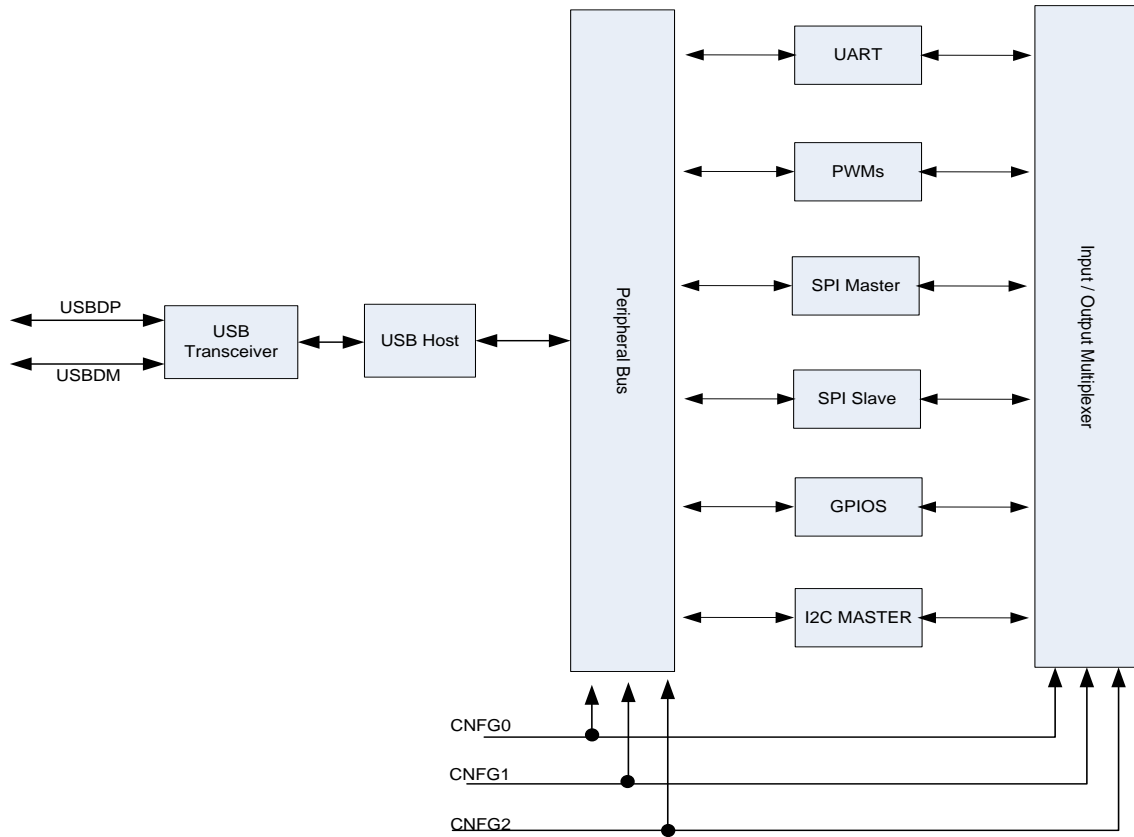 UART
PWMs
SPI Master
SPI Slave
GPIOS
I2C MASTER
USBDP
USBDM
USB
Transceiver
USB Host
Peripheral Bus
Input / Output Multiplexer
CNFG0
CNFG1
CNFG2